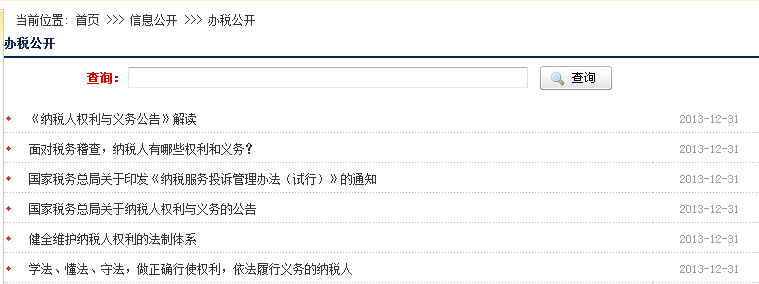 当前位置: 首页 >>> 信息公开 >>> 办税公开
办税公开
查询: 查询
《纳税人权利与义务公告》解读 2013-12-31
面对税务稽查，纳税人有哪些权利和义务？ 2013-12-31
国家税务总局关于印发《纳税服务投诉管理办法（试行）》的通知 2013-12-31
国家税务总局关于纳税人权利与义务的公告 2013-12-31
健全维护纳税人权利的法制体系 2013-12-31
学法、懂法、守法，做正确行使权利，依法履行义务的纳税人 2013-12-31